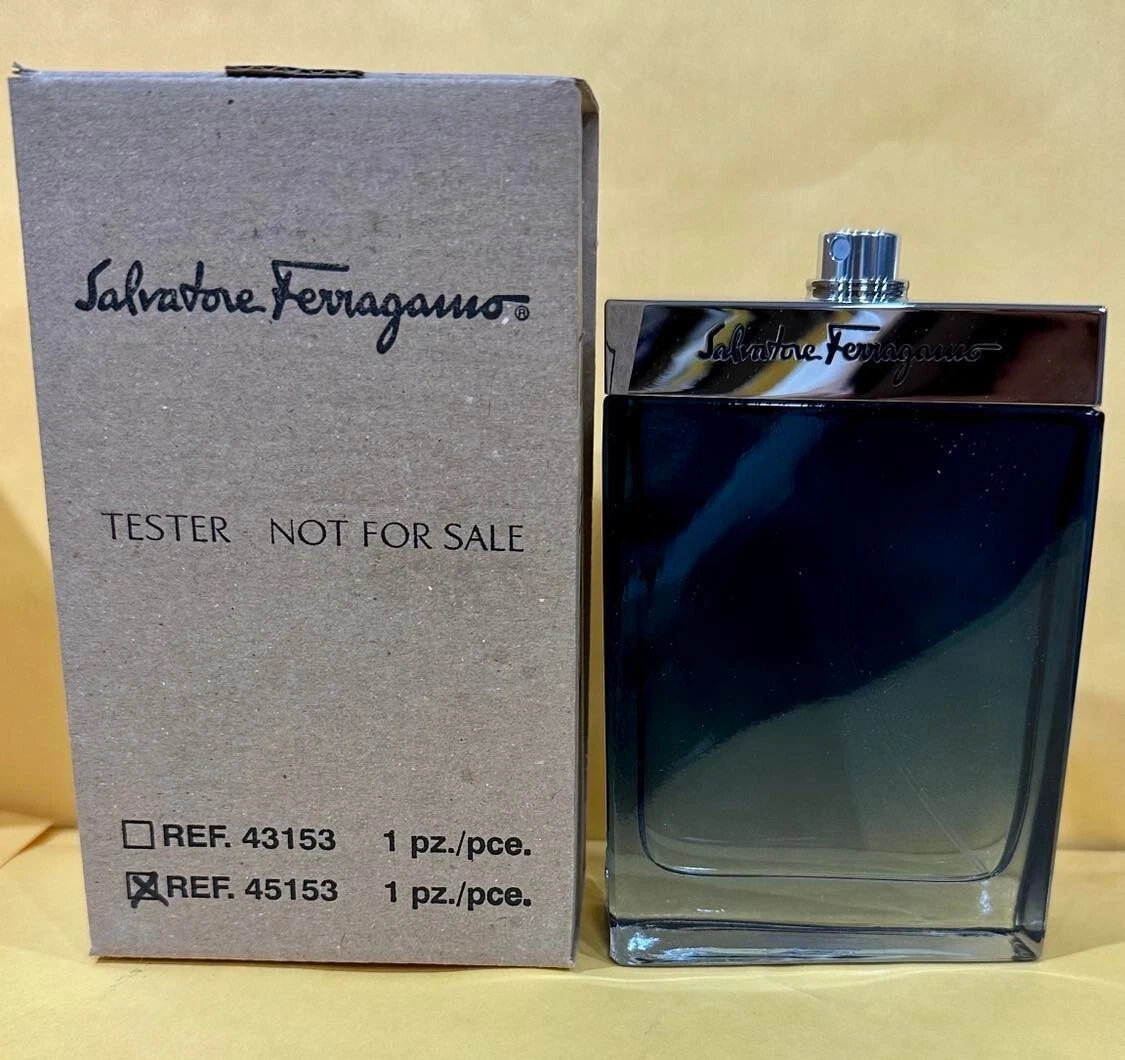 Salvatore Ferragamo®
TESTER NOT FOR SALE
REF. 43153 1 pz./pce.
REF. 45153 1 pz./pce.
Salvatore Ferragamo